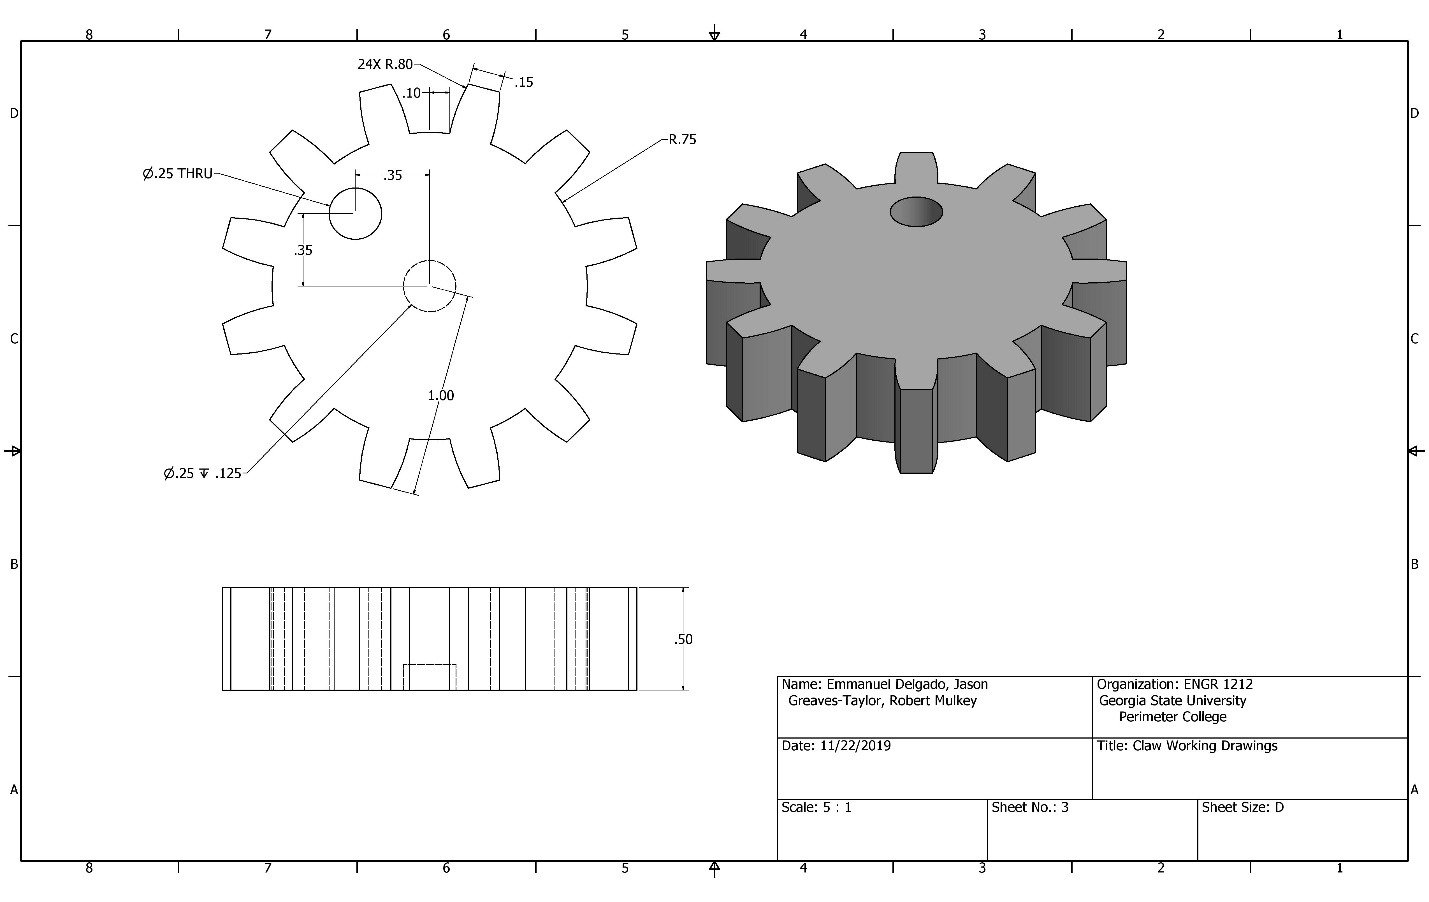 8 7 6 5 4 3 2 1
D D
24X R.80
.15
.10
R.75
Ø.25 THRU
.35
.35
C C
1.00
Ø.25 ↧ .125
B B
.50
Name: Emmanuel Delgado, Jason
Greaves-Taylor, Robert Mulkey
Organization: ENGR 1212
Georgia State University
Perimeter College
Date: 11/22/2019
Title: Claw Working Drawings
A A
Scale: 5 : 1
Sheet No.: 3
Sheet Size: D
8 7 6 5 4 3 2 1